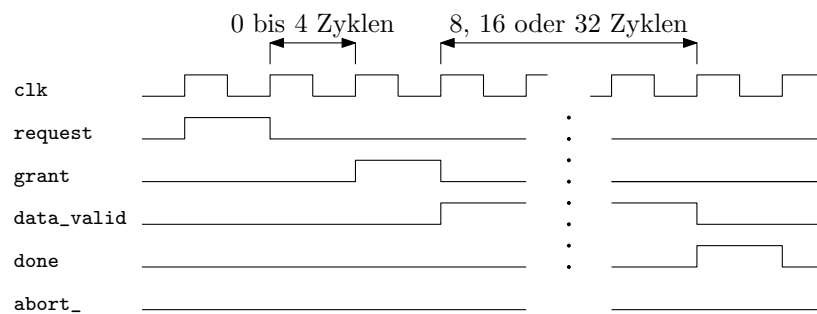 0 bis 4 Zyklen
8, 16 oder 32 Zyklen
clk
request
grant
data_valid
done
abort_